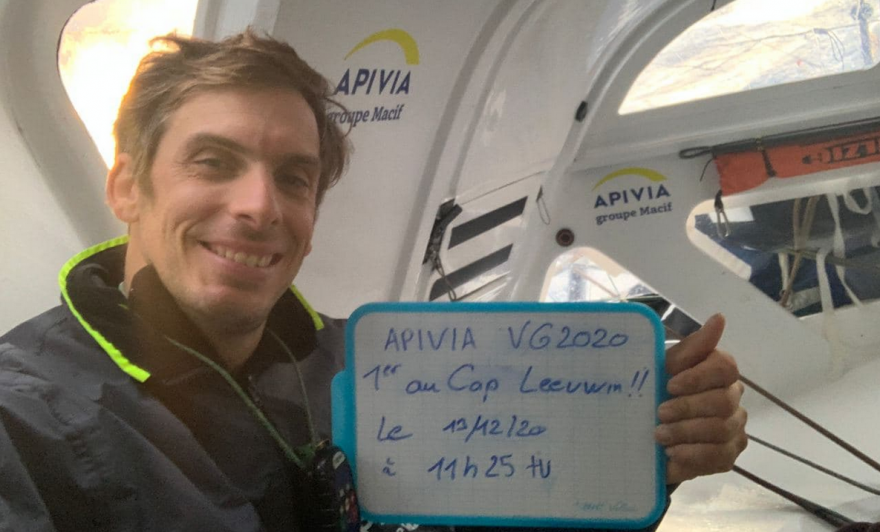 APIVIA
groupe Macif
APIVIA
groupe Macif
APIVIA VG2020
1er au Cap Leeuwin!!
Le 13/12/20
à 11h25 TU